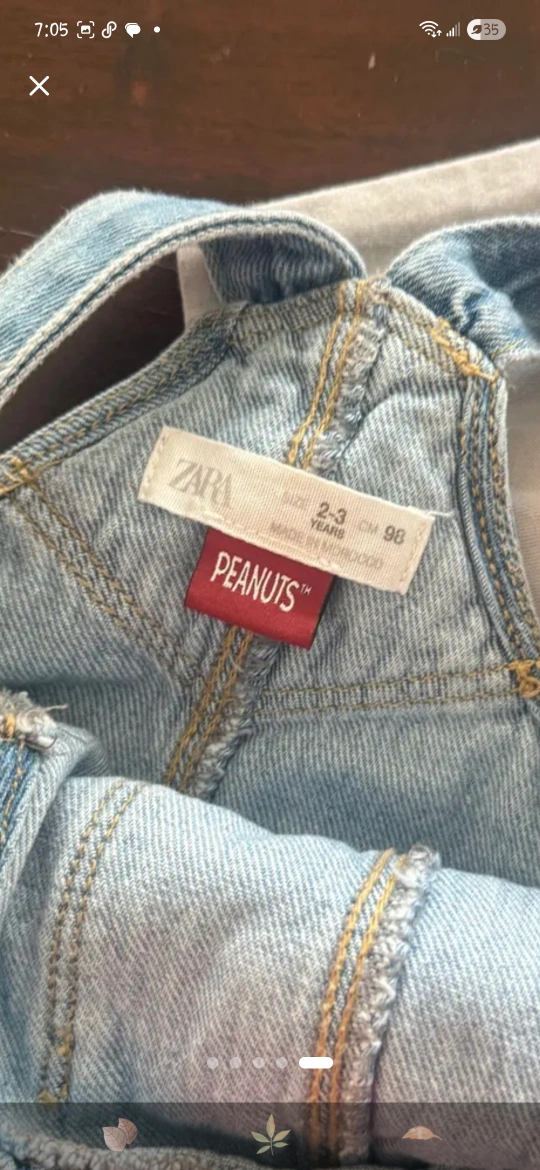 7:05
35
ZARA
SIZE 2-3 YEARS CM 98
MADE IN MOROCCO
PEANUTS™